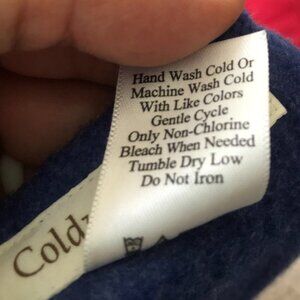 Hand Wash Cold Or
Machine Wash Cold
With Like Colors
Gentle Cycle
Only Non-Chlorine
Bleach When Needed
Tumble Dry Low
Do Not Iron